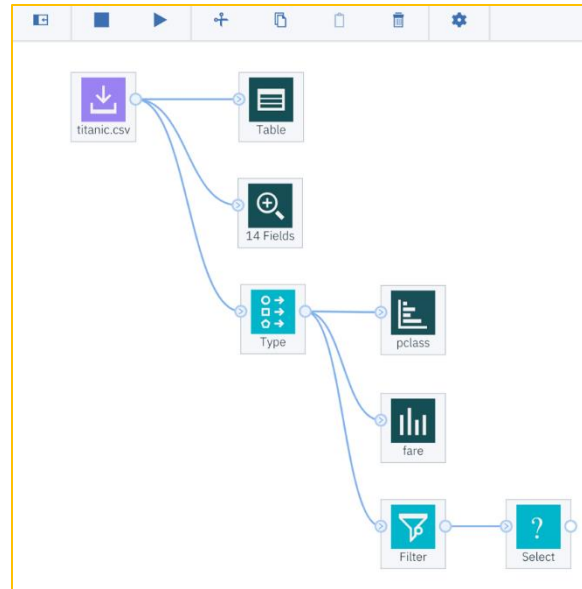 titanic.csv
Table
14 Fields
Type
pclass
fare
Filter
?
Select